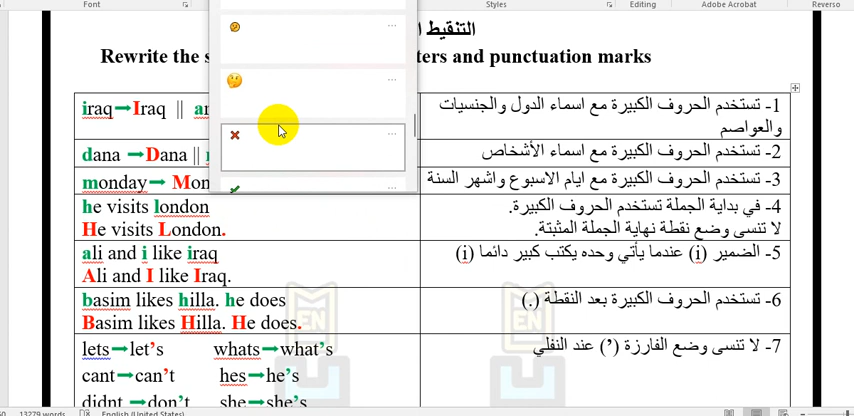 Font
Styles
Editing
Adobe Acrobat
Reverso
التنقيط
Rewrite the s ters and punctuation marks
iraq→Iraq || ar
1- تستخدم الحروف الكبيرة مع اسماء الدول والجنسيات
والعواصم
dana → Dana ||
2- تستخدم الحروف الكبيرة مع اسماء الأشخاص
monday→ Mon
3- تستخدم الحروف الكبيرة مع ايام الاسبوع واشهر السنة
he visits london
He visits London.
4- في بداية الجملة تستخدم الحروف الكبيرة.
لا تنسى وضع نقطة نهاية الجملة المثبتة.
ali and i like iraq
Ali and I like Iraq.
5- الضمير (i) عندما يأتي وحده يكتب كبير دائما (i)
basim likes hilla. he does
Basim likes Hilla. He does.
6- تستخدم الحروف الكبيرة بعد النقطة (.)
lets→let’s whats→what’s
7- لا تنسى وضع الفارزة (’) عند النفلي
cant→can’t hes→he’s
didnt→don’t she→she’s
EN EN
13279 words
English (United States)